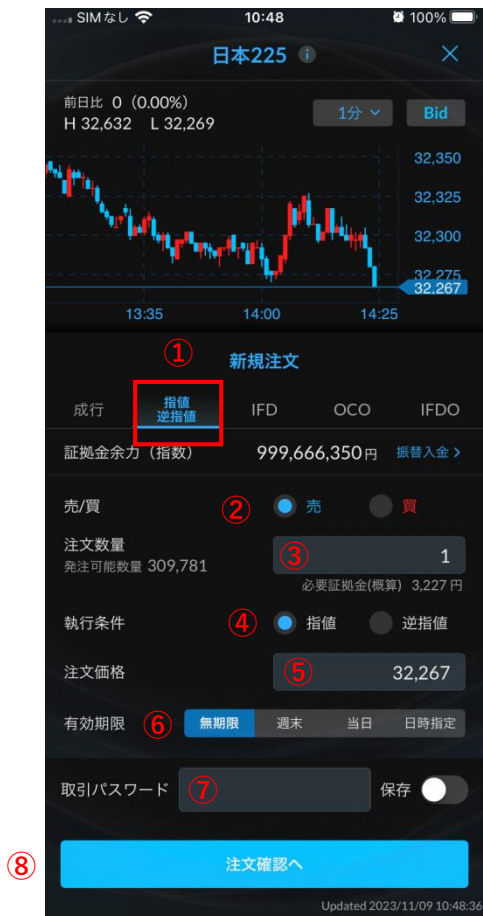 SIMなし 10:48 100%
日本225 i
前日比 0 (0.00%)
H 32,632 L 32,269
1分 Bid
32,350
32,325
32,300
32,275
32,267
13:35 14:00 14:25
① 新規注文
成行 指値 逆指値 IFD OCO IFDO
証拠金余力（指数） 999,666,350円 振替入金
売/買 ② 売 買
注文数量 ③ 1
発注可能数量 309,781
必要証拠金(概算) 3,227 円
執行条件 ④ 指値 逆指値
注文価格 ⑤ 32,267
有効期限 ⑥ 無期限 週末 当日 日時指定
取引パスワード ⑦ 保存
⑧ 注文確認へ
Updated 2023/11/09 10:48:36